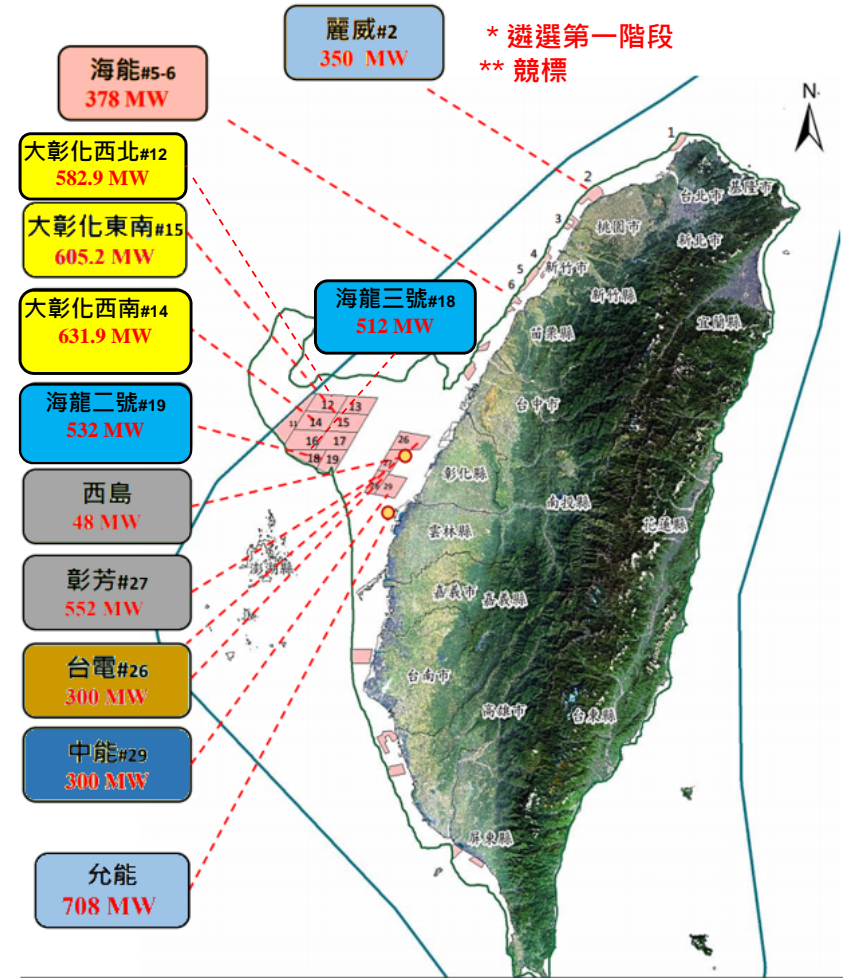 麗威#2
350 MW
* 遴選第一階段
** 競標
海能#5-6
378 MW
大彰化西北#12
582.9 MW
大彰化東南#15
605.2 MW
大彰化西南#14
631.9 MW
海龍二號#19
532 MW
西島
48 MW
彰芳#27
552 MW
台電#26
300 MW
中能#29
300 MW
允能
708 MW
海龍三號#18
512 MW
N
1
2
3
4
5
6
基隆市
台北市
新北市
桃園市
新竹市
新竹縣
宜蘭縣
苗栗縣
台中市
彰化縣
南投縣
花蓮縣
雲林縣
澎湖縣
嘉義市
嘉義縣
台南市
高雄市
台東縣
屏東縣
12
13
11
14
15
16
17
18
19
26
29